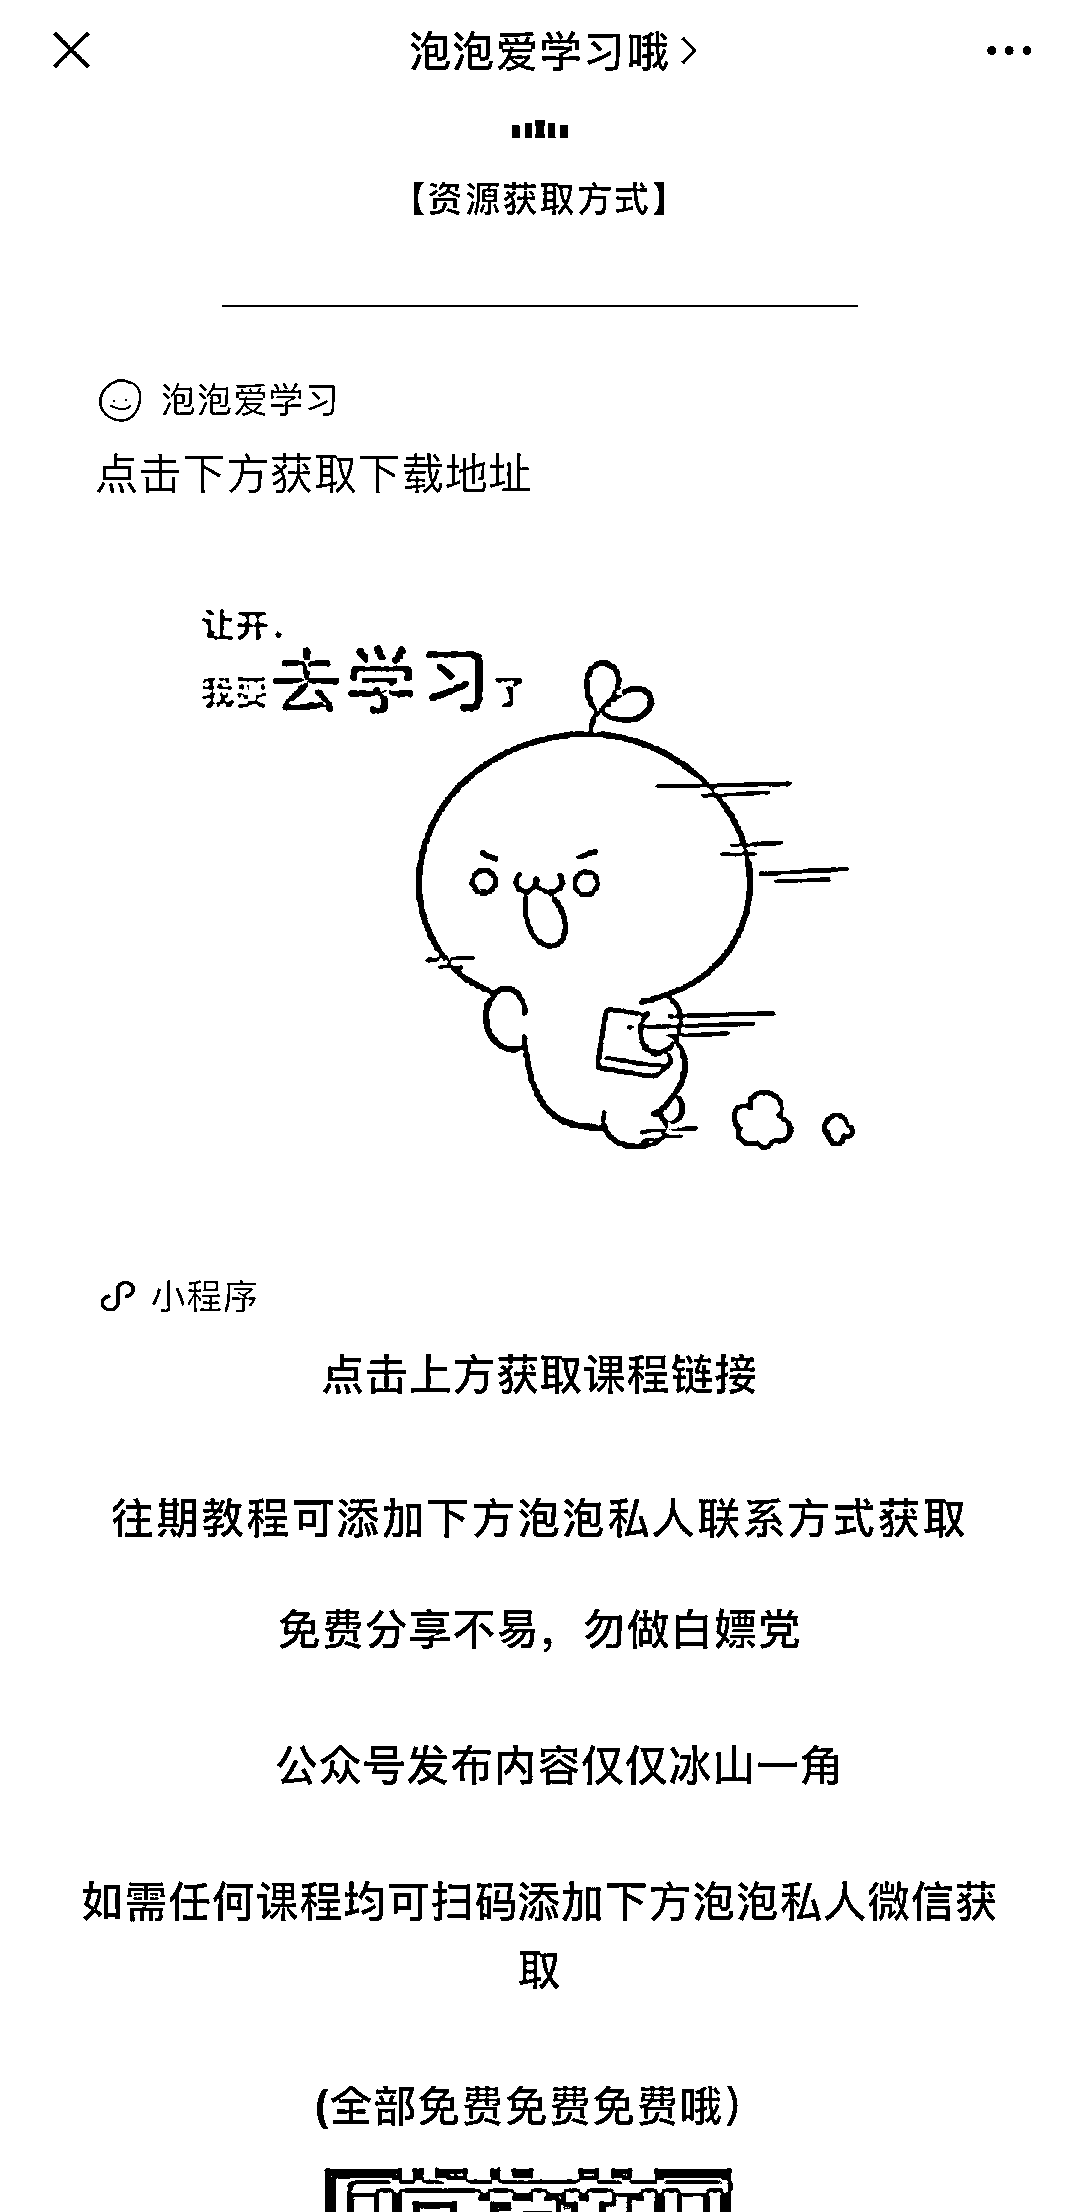 泡泡爱学习哦
【资源获取方式】
泡泡爱学习
点击下方获取下载地址
让开.
我要去学习了
小程序
点击上方获取课程链接
往期教程可添加下方泡泡私人联系方式获取
免费分享不易，勿做白嫖党
公众号发布内容仅仅冰山一角
如需任何课程均可扫码添加下方泡泡私人微信获
取
(全部免费免费免费哦）